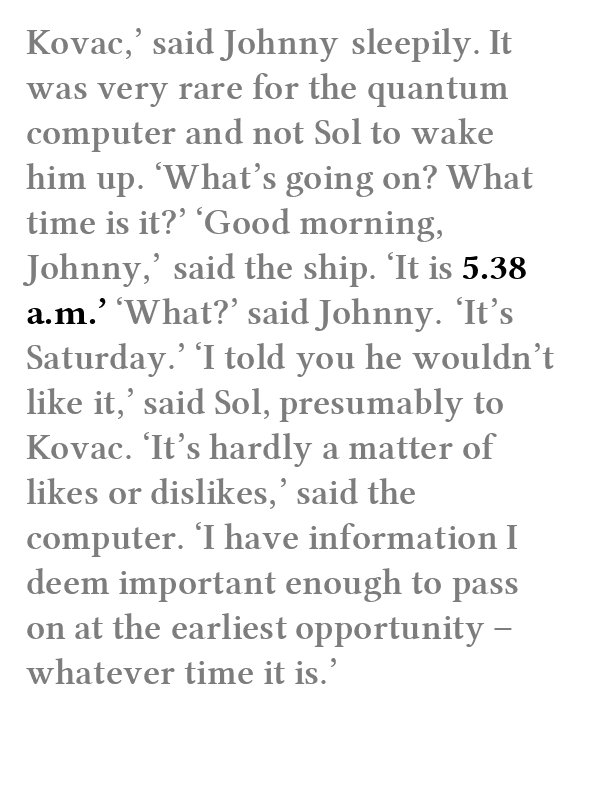 Kovac,’ said Johnny sleepily. It
was very rare for the quantum
computer and not Sol to wake
him up. ‘What’s going on? What
time is it?’ ‘Good morning,
Johnny,’ said the ship. ‘It is 5.38
a.m.’ ‘What?’ said Johnny. ‘It’s
Saturday.’ ‘I told you he wouldn’t
like it,’ said Sol, presumably to
Kovac. ‘It’s hardly a matter of
likes or dislikes,’ said the
computer. ‘I have information I
deem important enough to pass
on at the earliest opportunity –
whatever time it is.’